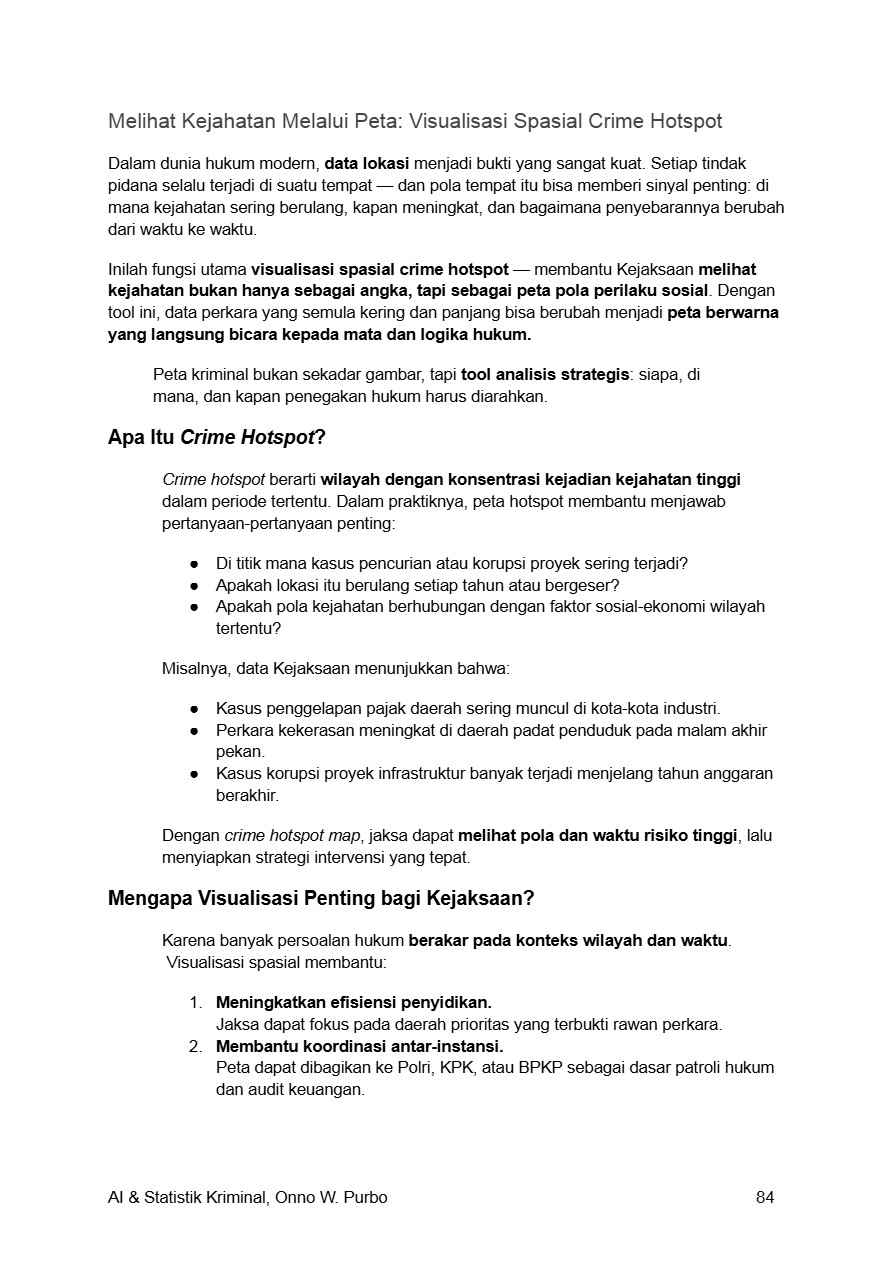 Melihat Kejahatan Melalui Peta: Visualisasi Spasial Crime Hotspot
Dalam dunia hukum modern, data lokasi menjadi bukti yang sangat kuat. Setiap tindak
pidana selalu terjadi di suatu tempat — dan pola tempat itu bisa memberi sinyal penting: di
mana kejahatan sering berulang, kapan meningkat, dan bagaimana penyebarannya berubah
dari waktu ke waktu.
Inilah fungsi utama visualisasi spasial crime hotspot — membantu Kejaksaan melihat
kejahatan bukan hanya sebagai angka, tapi sebagai peta pola perilaku sosial. Dengan
tool ini, data perkara yang semula kering dan panjang bisa berubah menjadi peta berwarna
yang langsung bicara kepada mata dan logika hukum.
Peta kriminal bukan sekadar gambar, tapi tool analisis strategis: siapa, di
mana, dan kapan penegakan hukum harus diarahkan.
Apa Itu Crime Hotspot?
Crime hotspot berarti wilayah dengan konsentrasi kejadian kejahatan tinggi
dalam periode tertentu. Dalam praktiknya, peta hotspot membantu menjawab
pertanyaan-pertanyaan penting:
● Di titik mana kasus pencurian atau korupsi proyek sering terjadi?
● Apakah lokasi itu berulang setiap tahun atau bergeser?
● Apakah pola kejahatan berhubungan dengan faktor sosial-ekonomi wilayah
tertentu?
Misalnya, data Kejaksaan menunjukkan bahwa:
● Kasus penggelapan pajak daerah sering muncul di kota-kota industri.
● Perkara kekerasan meningkat di daerah padat penduduk pada malam akhir
pekan.
● Kasus korupsi proyek infrastruktur banyak terjadi menjelang tahun anggaran
berakhir.
Dengan crime hotspot map, jaksa dapat melihat pola dan waktu risiko tinggi, lalu
menyiapkan strategi intervensi yang tepat.
Mengapa Visualisasi Penting bagi Kejaksaan?
Karena banyak persoalan hukum berakar pada konteks wilayah dan waktu.
Visualisasi spasial membantu:
1. Meningkatkan efisiensi penyidikan.
Jaksa dapat fokus pada daerah prioritas yang terbukti rawan perkara.
2. Membantu koordinasi antar-instansi.
Peta dapat dibagikan ke Polri, KPK, atau BPKP sebagai dasar patroli hukum
dan audit keuangan.
AI & Statistik Kriminal, Onno W. Purbo 84